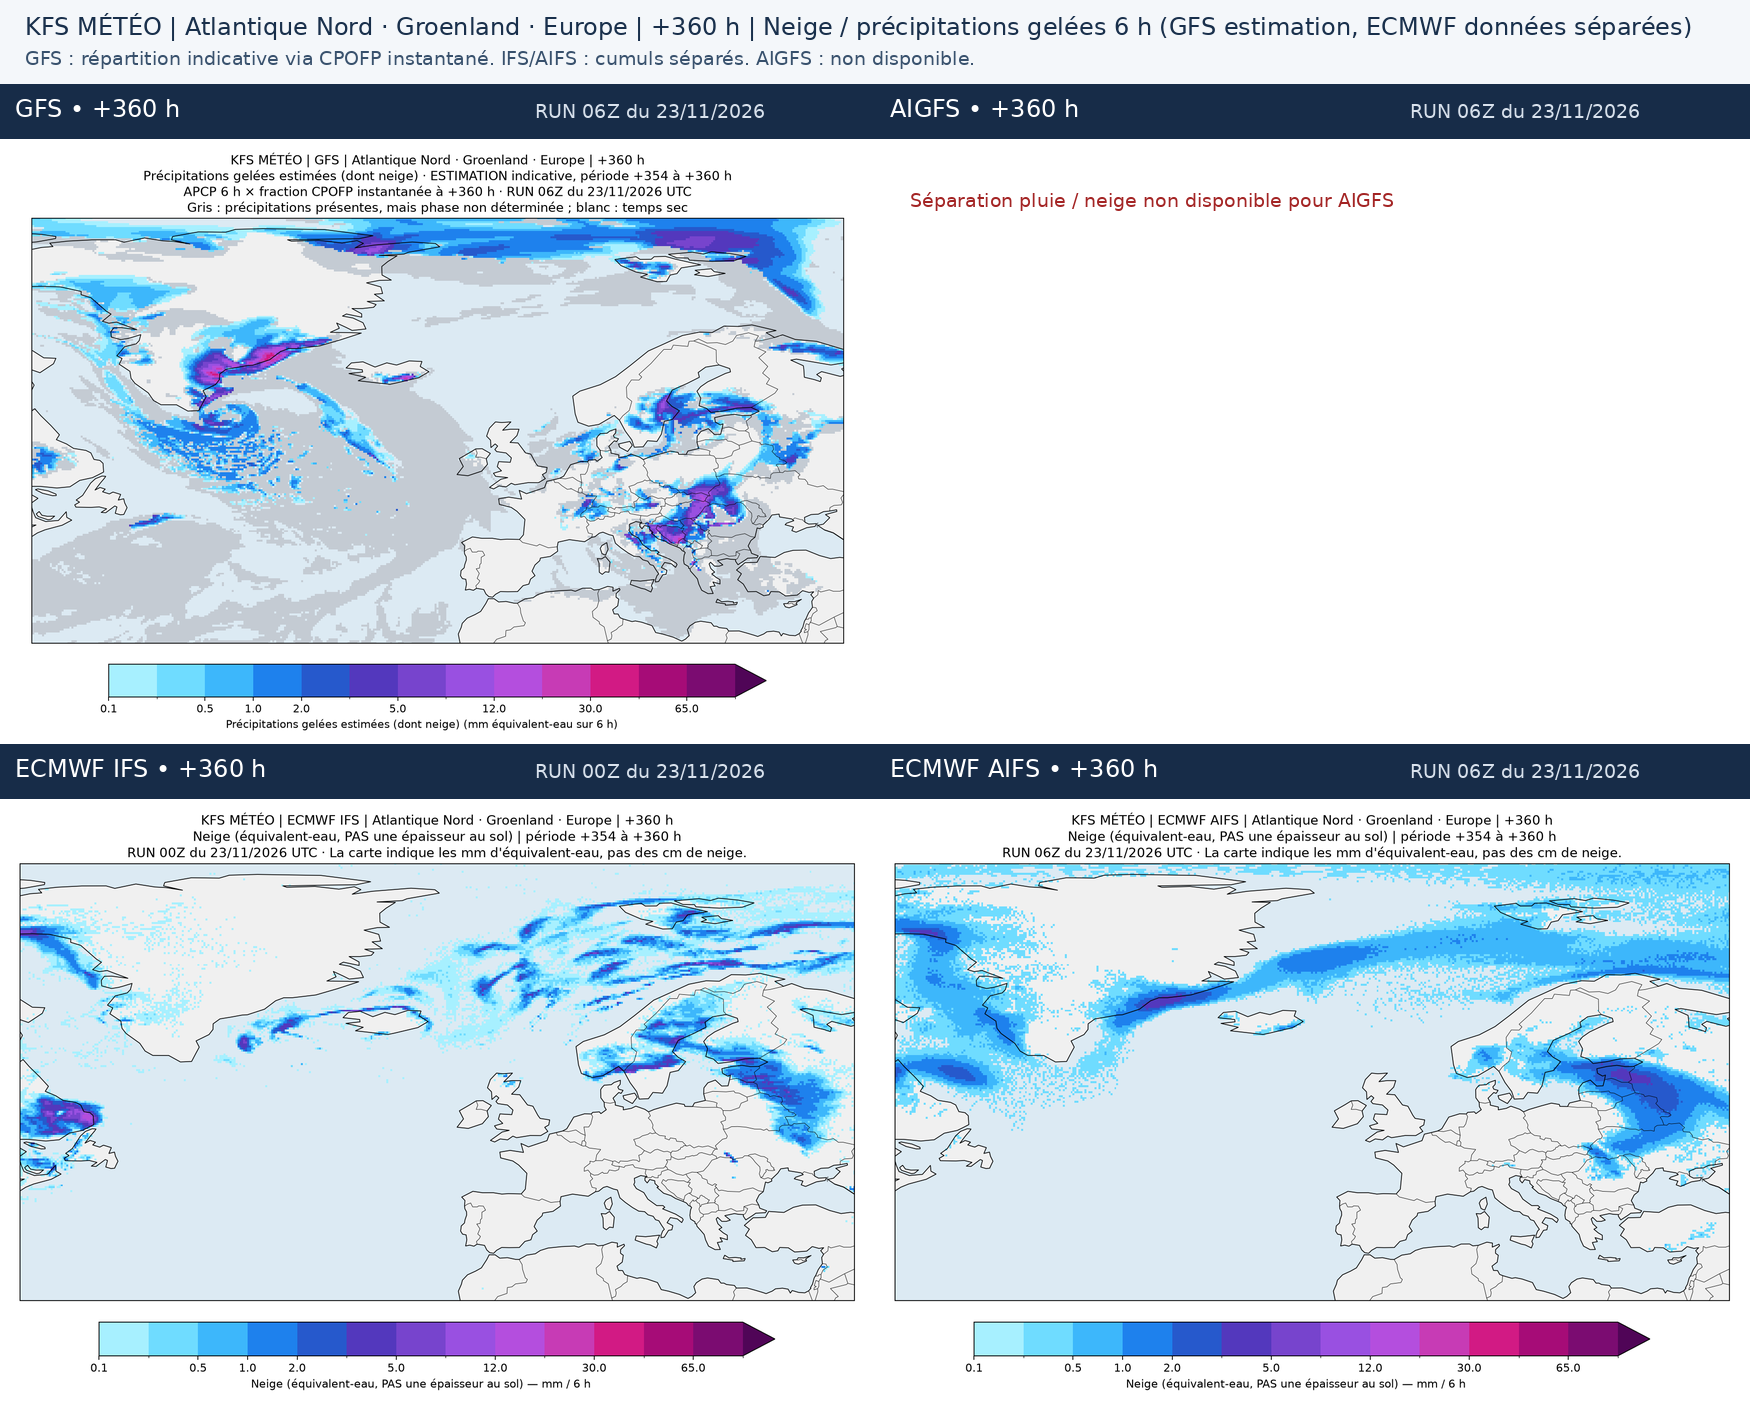 KFS MÉTÉO | Atlantique Nord · Groenland · Europe | +360 h | Neige / précipitations gelées 6 h (GFS estimation, ECMWF données séparées)
GFS : répartition indicative via CPOFP instantané. IFS/AIFS : cumuls séparés. AIGFS : non disponible.
GFS • +360 h
RUN 06Z du 23/11/2026
AIGFS • +360 h
RUN 06Z du 23/11/2026
KFS MÉTÉO | GFS | Atlantique Nord · Groenland · Europe | +360 h
Précipitations gelées estimées (dont neige) · ESTIMATION indicative, période +354 à +360 h
APCP 6 h × fraction CPOFP instantanée à +360 h · RUN 06Z du 23/11/2026 UTC
Gris : précipitations présentes, mais phase non déterminée ; blanc : temps sec
Séparation pluie / neige non disponible pour AIGFS
0.1 0.5 1.0 2.0 5.0 12.0 30.0 65.0
Précipitations gelées estimées (dont neige) (mm équivalent-eau sur 6 h)
ECMWF IFS • +360 h
RUN 00Z du 23/11/2026
ECMWF AIFS • +360 h
RUN 06Z du 23/11/2026
KFS MÉTÉO | ECMWF IFS | Atlantique Nord · Groenland · Europe | +360 h
Neige (équivalent-eau, PAS une épaisseur au sol) | période +354 à +360 h
RUN 00Z du 23/11/2026 UTC · La carte indique les mm d'équivalent-eau, pas des cm de neige.
KFS MÉTÉO | ECMWF AIFS | Atlantique Nord · Groenland · Europe | +360 h
Neige (équivalent-eau, PAS une épaisseur au sol) | période +354 à +360 h
RUN 06Z du 23/11/2026 UTC · La carte indique les mm d'équivalent-eau, pas des cm de neige.
0.1 0.5 1.0 2.0 5.0 12.0 30.0 65.0
Neige (équivalent-eau, PAS une épaisseur au sol) — mm / 6 h
0.1 0.5 1.0 2.0 5.0 12.0 30.0 65.0
Neige (équivalent-eau, PAS une épaisseur au sol) — mm / 6 h